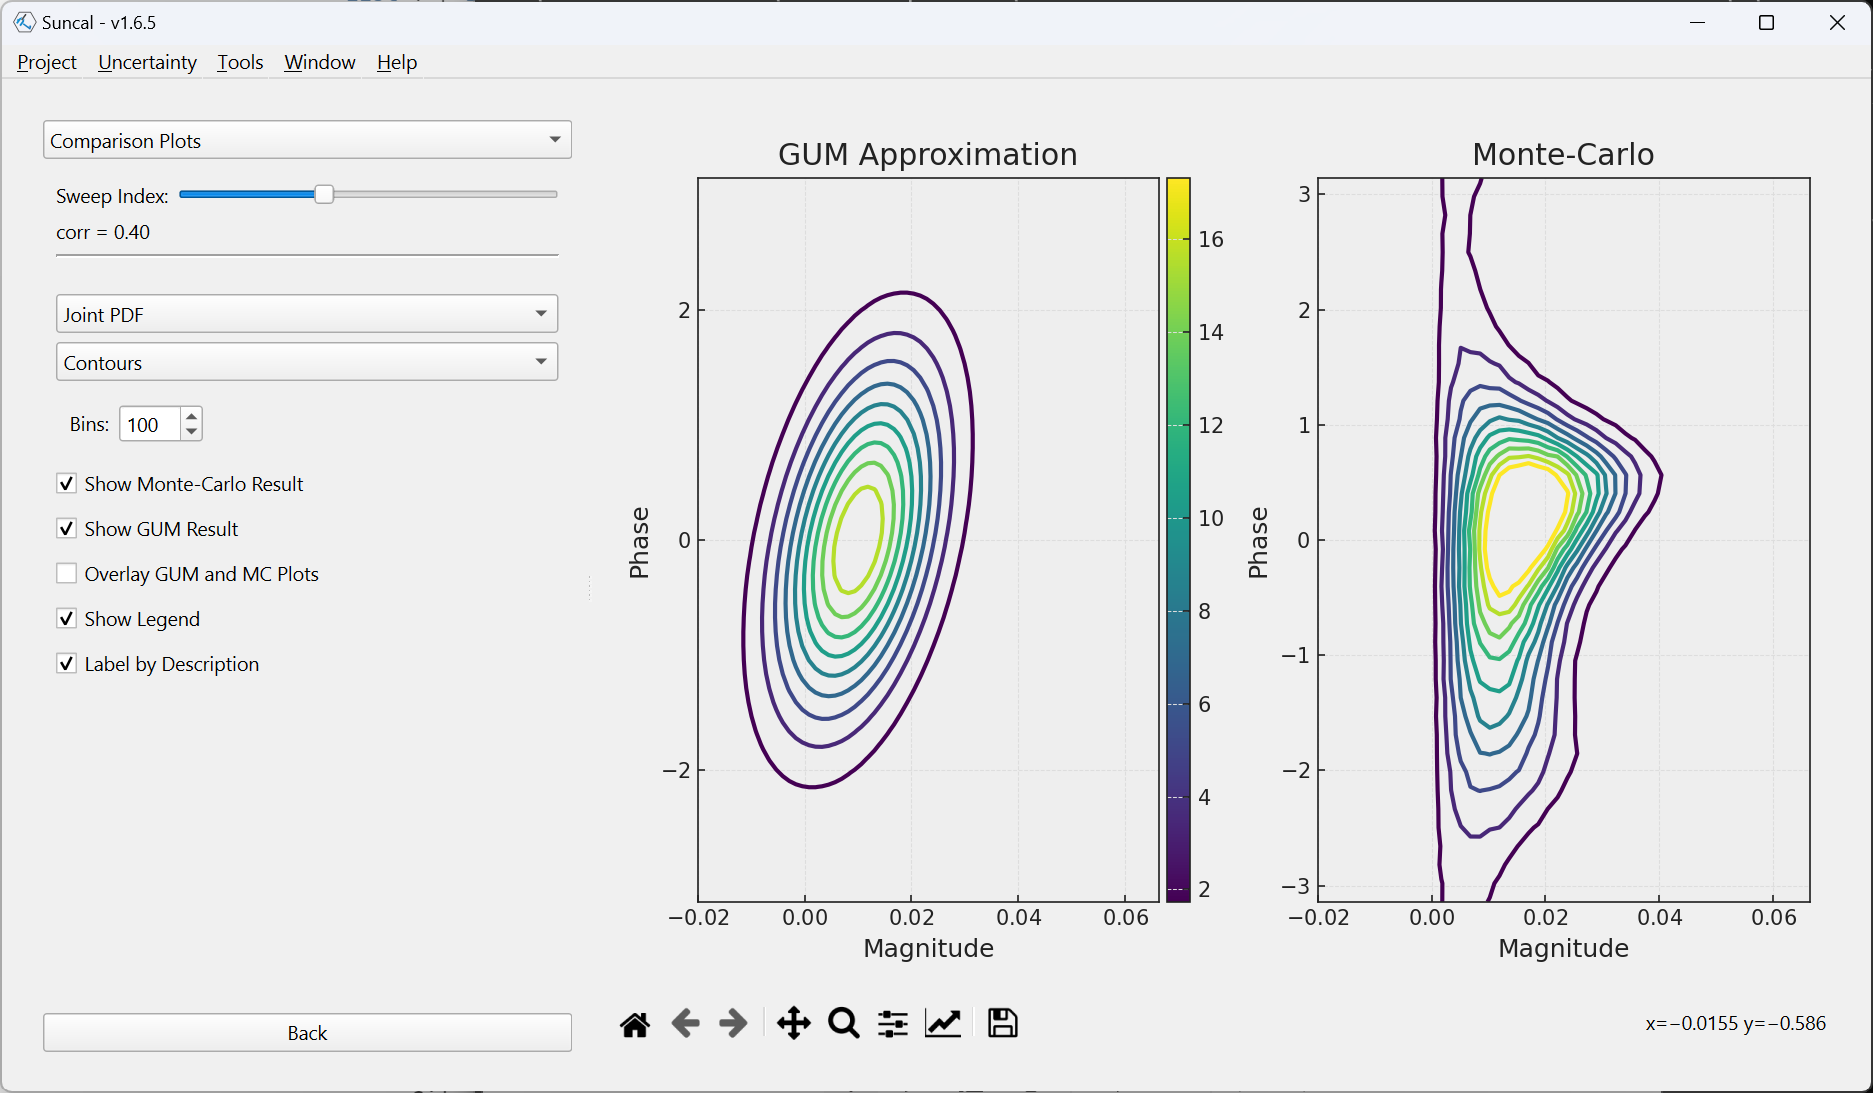 Suncal - v1.6.5
Project Uncertainty Tools Window Help
Comparison Plots
Sweep Index:
corr = 0.40
Joint PDF
Contours
Bins: 100
Show Monte-Carlo Result
Show GUM Result
Overlay GUM and MC Plots
Show Legend
Label by Description
Back
GUM Approximation
Phase
2
0
−2
−0.02 0.00 0.02 0.04 0.06
Magnitude
16
14
12
10
8
6
4
2
Monte-Carlo
Phase
3
2
1
0
−1
−2
−3
−0.02 0.00 0.02 0.04 0.06
Magnitude
x=−0.0155 y=−0.586